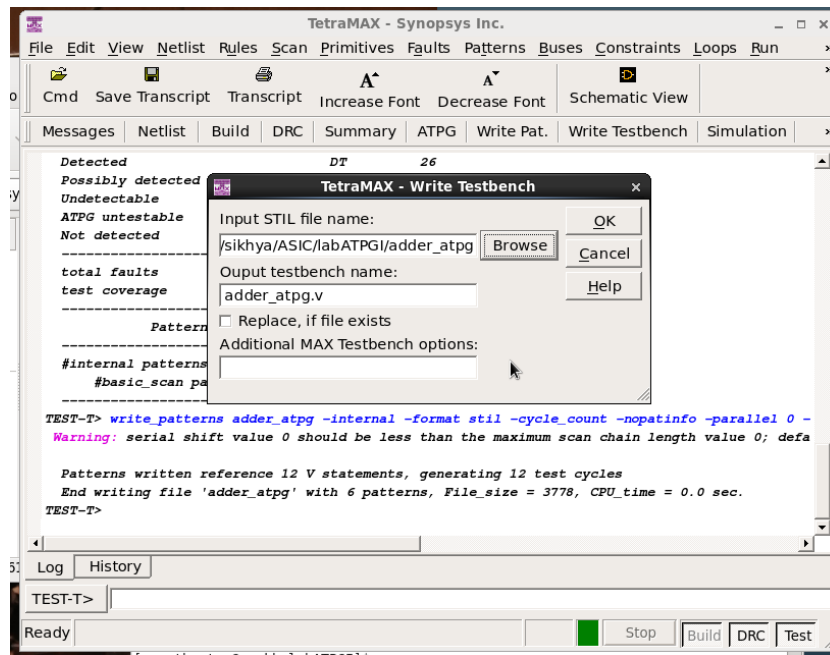 TetraMAX - Synopsys Inc.
File Edit View Netlist Rules Scan Primitives Faults Patterns Buses Constraints Loops Run
Cmd Save Transcript Transcript Increase Font Decrease Font Schematic View
Messages Netlist Build DRC Summary ATPG Write Pat. Write Testbench Simulation
Detected DT 26
Possibly detected
Undetectable
ATPG untestable
Not detected
total faults
test coverage
Pattern
#internal patterns
#basic_scan pa
TetraMAX - Write Testbench
Input STIL file name:
/sikhya/ASIC/labATPGI/adder_atpg Browse
Ouput testbench name:
adder_atpg.v
Replace, if file exists
Additional MAX Testbench options:
OK
Cancel
Help
TEST-T> write_patterns adder_atpg -internal -format stil -cycle_count -nopatinfo -parallel 0 -
Warning: serial shift value 0 should be less than the maximum scan chain length value 0; defa
Patterns written reference 12 V statements, generating 12 test cycles
End writing file 'adder_atpg' with 6 patterns, File_size = 3778, CPU_time = 0.0 sec.
TEST-T>
Log History
TEST-T>
Ready Stop Build DRC Test